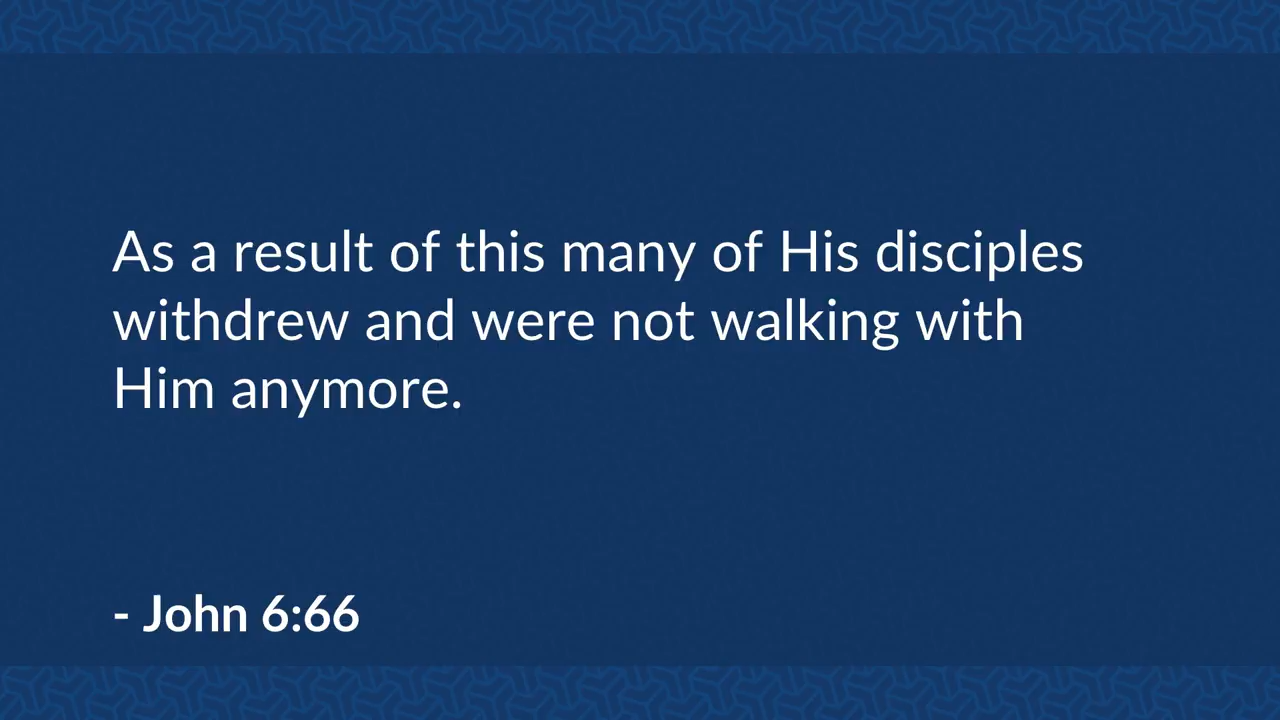 As a result of this many of His disciples
withdrew and were not walking with
Him anymore.
- John 6:66